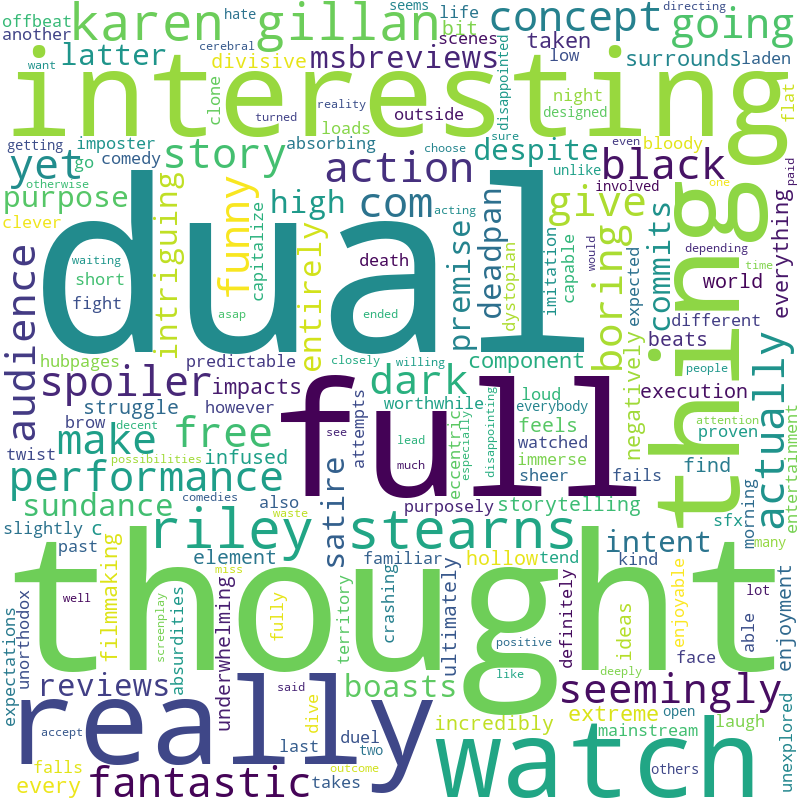 offbeat
another
karen gillan
hate
seems
life
bit
concept
directing
going
latter
want
cerebral
divisive
msbreviews
scenes
taken
low
surrounds
laden
interesting
clone
reality
turned
loads
outside
disappointed
night
designed
flat
getting
imposter
absorbing
choose
sure
even
bloody
yet
go
comedy
story
action
despite
unlike
black
one
paid
otherwise
purpose
clever
intriguing
funny
capitalize
high
com
acting
deadpan
involved
give
thing
dual
entirely
premise
dystopian
imitation
capable
would
boring
expected
commits
depending
time
everything
waiting
short
fight
death
asap
ended
world
different
audience
hubpages
predictable
closely
willing
component
beats
people
actually
spoiler
impacts
dark
loud
everybody
negatively
execution
attention
struggle
however
worthwhile
attempts
feels
proven
brow
decent
make
free
full
see
lead
much
eccentric
especially
disappointing
watched
immerse
sheer
fails
find
entertainment
twist
possibilities
infused
performance
comedies
satire
purposely
storytelling
morning
many
sundance
also
sfx
slightly
c
riley stearns
waste
element
familiar
hollow
tend
intent
kind
past
filmmaking
miss
thought
territory
crashing
ultimately
definitely
ideas
enjoyable
able
lot
enjoyment
expectations
unorthodox
well
screenplay
absurdities
underwhelming
fully
positive
face
deeply
like
reviews
boasts
seemingly
unexplored
really
said
dive
incredibly
extreme
open
laugh
mainstream
accept
last
duel
two
watch
falls
every
fantastic
takes
outcome
others